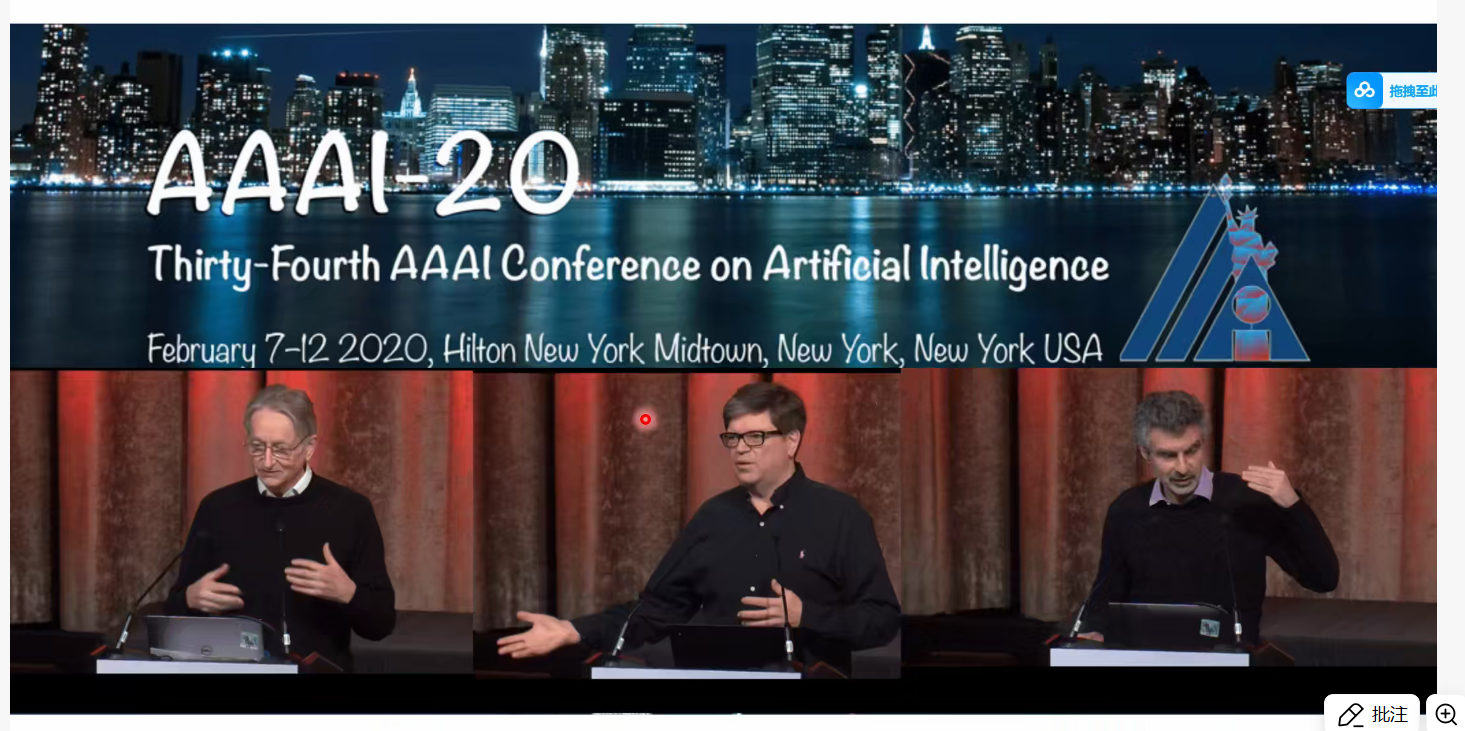 拖拽至此
AAAI-20
Thirty-Fourth AAAI Conference on Artificial Intelligence
February 7-12 2020, Hilton New York Midtown, New York, New York USA
批注